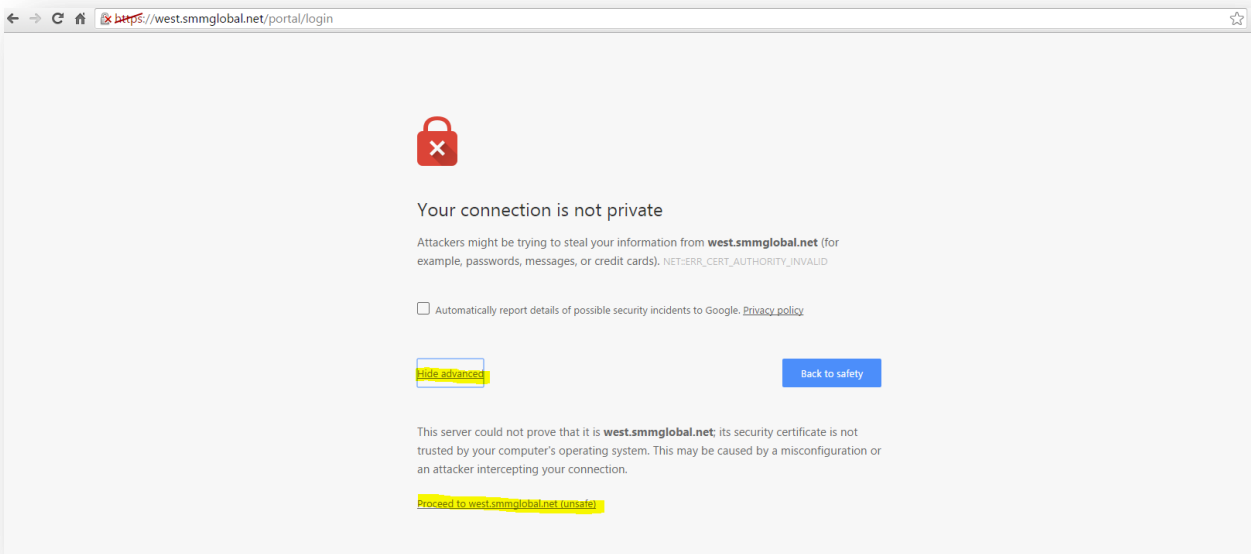 https://west.smmglobal.net/portal/login
Your connection is not private
Attackers might be trying to steal your information from west.smmglobal.net (for
example, passwords, messages, or credit cards). NET::ERR_CERT_AUTHORITY_INVALID
Automatically report details of possible security incidents to Google. Privacy policy
Hide advanced
Back to safety
This server could not prove that it is west.smmglobal.net; its security certificate is not
trusted by your computer's operating system. This may be caused by a misconfiguration or
an attacker intercepting your connection.
Proceed to west.smmglobal.net (unsafe)